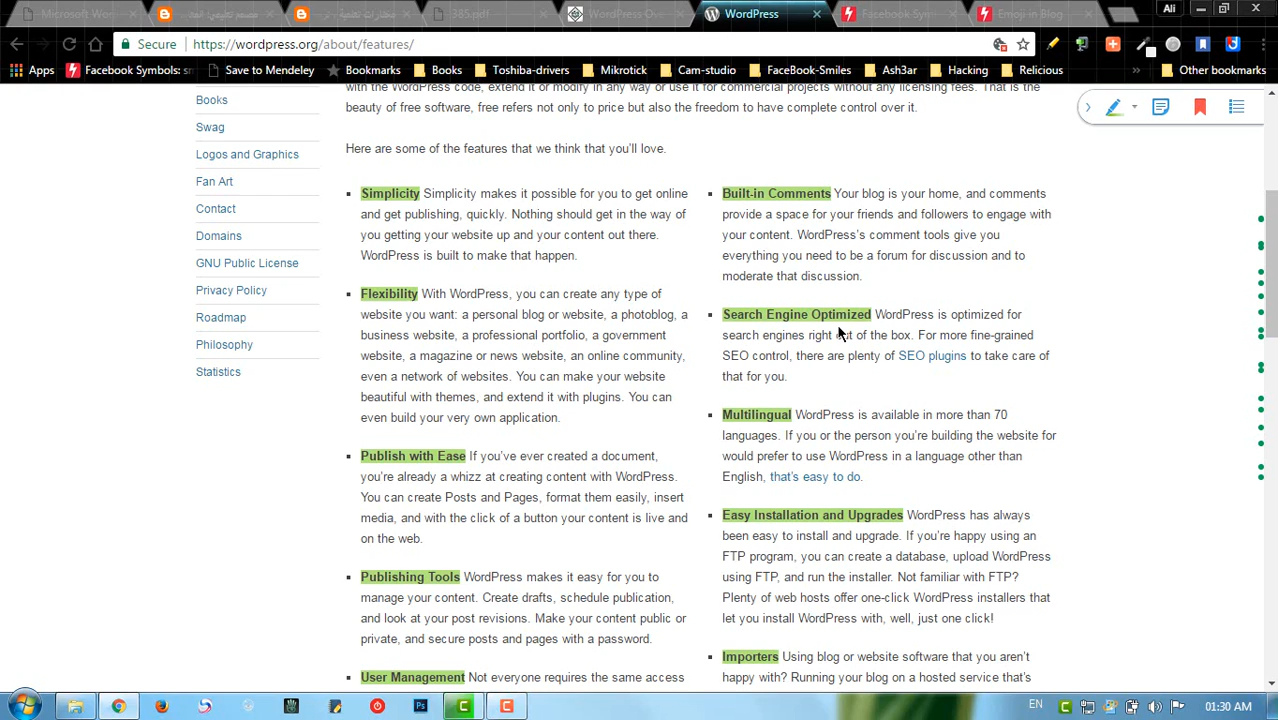 Microsoft Word
385.pdf
WordPress Ov
WordPress
Facebook Sym
Emoji in Blog
Ali
Secure
https://wordpress.org/about/features/
Apps
Facebook Symbols: sm
Save to Mendeley
Bookmarks
Books
Toshiba-drivers
Mikrotick
Cam-studio
FaceBook-Smiles
Ash3ar
Hacking
Relicious
Other bookmarks
Books
Swag
Logos and Graphics
Fan Art
Contact
Domains
GNU Public License
Privacy Policy
Roadmap
Philosophy
Statistics
with the WordPress code, extend it or modify in any way or use it for commercial projects without any licensing fees. That is the
beauty of free software, free refers not only to price but also the freedom to have complete control over it.
Here are some of the features that we think that you'll love.
Simplicity Simplicity makes it possible for you to get online
and get publishing, quickly. Nothing should get in the way of
you getting your website up and your content out there.
WordPress is built to make that happen.
Flexibility With WordPress, you can create any type of
website you want: a personal blog or website, a photoblog, a
business website, a professional portfolio, a government
website, a magazine or news website, an online community,
even a network of websites. You can make your website
beautiful with themes, and extend it with plugins. You can
even build your very own application.
Publish with Ease If you've ever created a document,
you're already a whizz at creating content with WordPress.
You can create Posts and Pages, format them easily, insert
media, and with the click of a button your content is live and
on the web.
Publishing Tools WordPress makes it easy for you to
manage your content. Create drafts, schedule publication,
and look at your post revisions. Make your content public or
private, and secure posts and pages with a password.
User Management Not everyone requires the same access
Built-in Comments Your blog is your home, and comments
provide a space for your friends and followers to engage with
your content. WordPress's comment tools give you
everything you need to be a forum for discussion and to
moderate that discussion.
Search Engine Optimized WordPress is optimized for
search engines right out of the box. For more fine-grained
SEO control, there are plenty of SEO plugins to take care of
that for you.
Multilingual WordPress is available in more than 70
languages. If you or the person you're building the website for
would prefer to use WordPress in a language other than
English, that's easy to do.
Easy Installation and Upgrades WordPress has always
been easy to install and upgrade. If you're happy using an
FTP program, you can create a database, upload WordPress
using FTP, and run the installer. Not familiar with FTP?
Plenty of web hosts offer one-click WordPress installers that
let you install WordPress with, well, just one click!
Importers Using blog or website software that you aren't
happy with? Running your blog on a hosted service that's
EN
01:30 AM